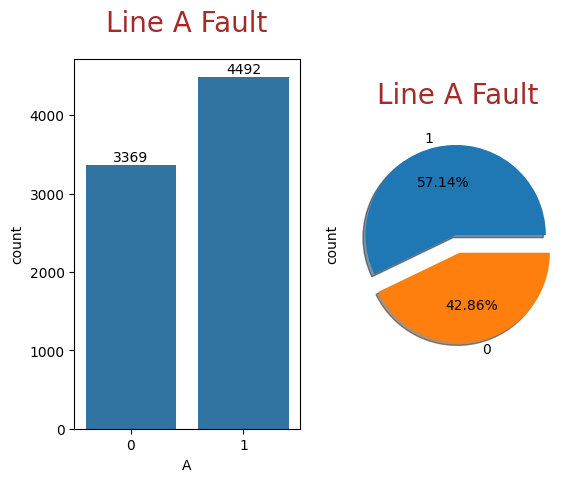 Line A Fault
4492
3369
4000
3000
2000
1000
0
count
0
1
A
Line A Fault
1
57.14%
count
42.86%
0